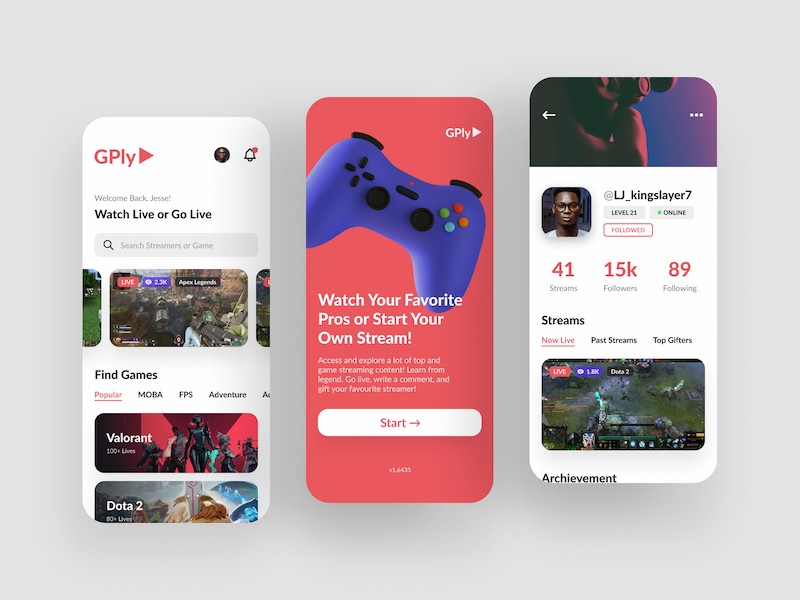 GPly
Welcome Back, Jesse!
Watch Live or Go Live
Search Streamers or Game
LIVE 2.3K Apex Legends
Find Games
Popular MOBA FPS Adventure
Valorant
100+ Lives
Dota 2
80+ Lives
GPly
Watch Your Favorite
Pros or Start Your
Own Stream!
Access and explore a lot of top and
game streaming content! Learn from
legend. Go live, write a comment, and
gift your favourite streamer!
Start →
v1.6435
@LJ_kingslayer7
LEVEL 21 ONLINE
FOLLOWED
41 15k 89
Streams Followers Following
Streams
Now Live Past Streams Top Gifters
LIVE 1.8K Dota 2
Archievement